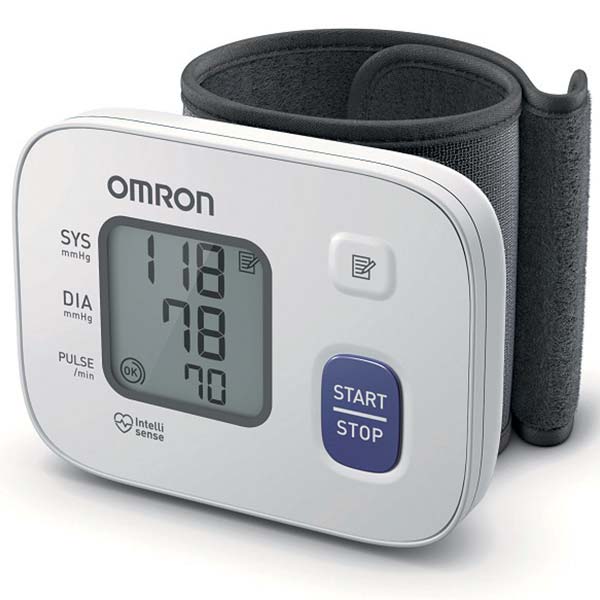 OMRON
SYS
mmHg
118
DIA
mmHg
78
PULSE
/min
OK
70
Intelli
sense
START
STOP